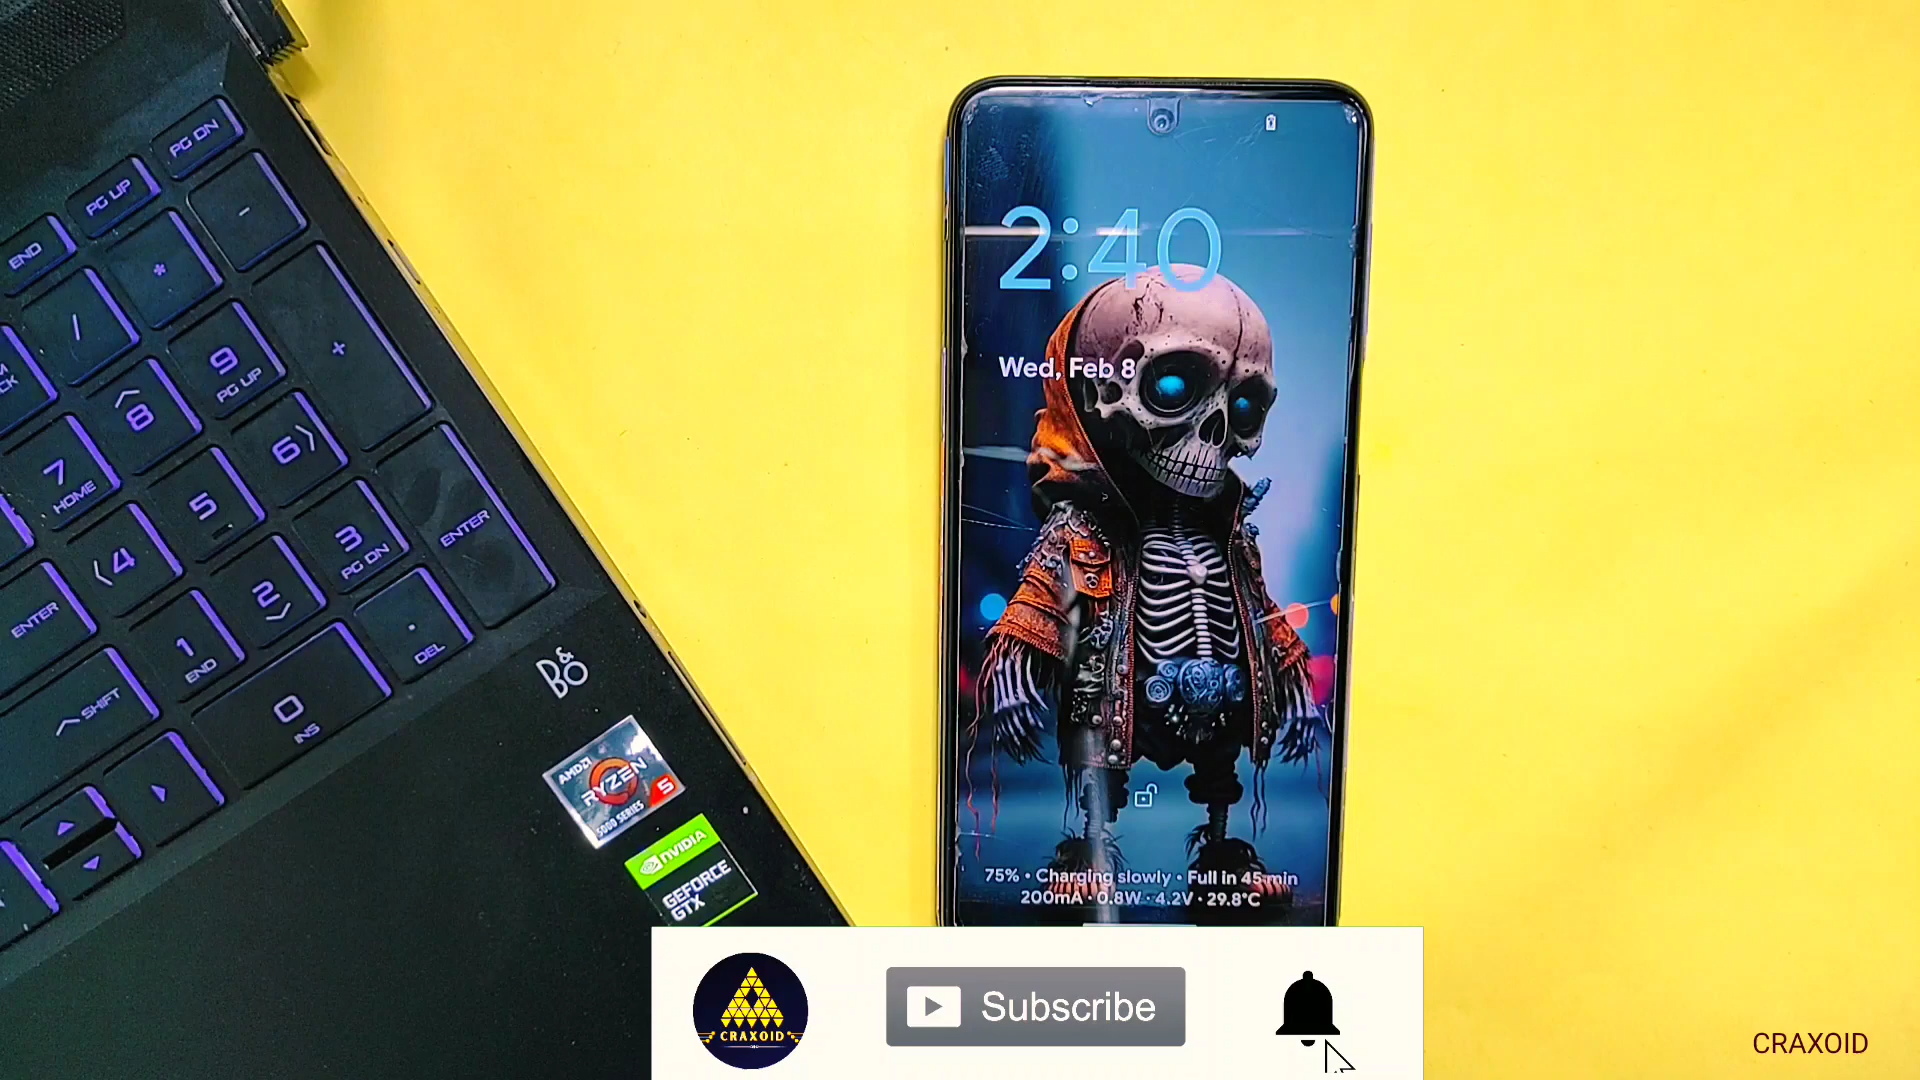 PG DN
PG UP
END
-
*
/
+
9
PG UP
8
7
HOME
6
5
4
3
PG DN
ENTER
2
1
END
ENTER
.
DEL
0
INS
SHIFT
B&O
AMD
RYZEN
5
5000 SERIES
NVIDIA
GEFORCE
GTX
2:40
Wed, Feb 8
75% • Charging slowly • Full in 45 min
200mA · 0.8W · 4.2V · 29.8°C
CRAXOID
Subscribe
CRAXOID